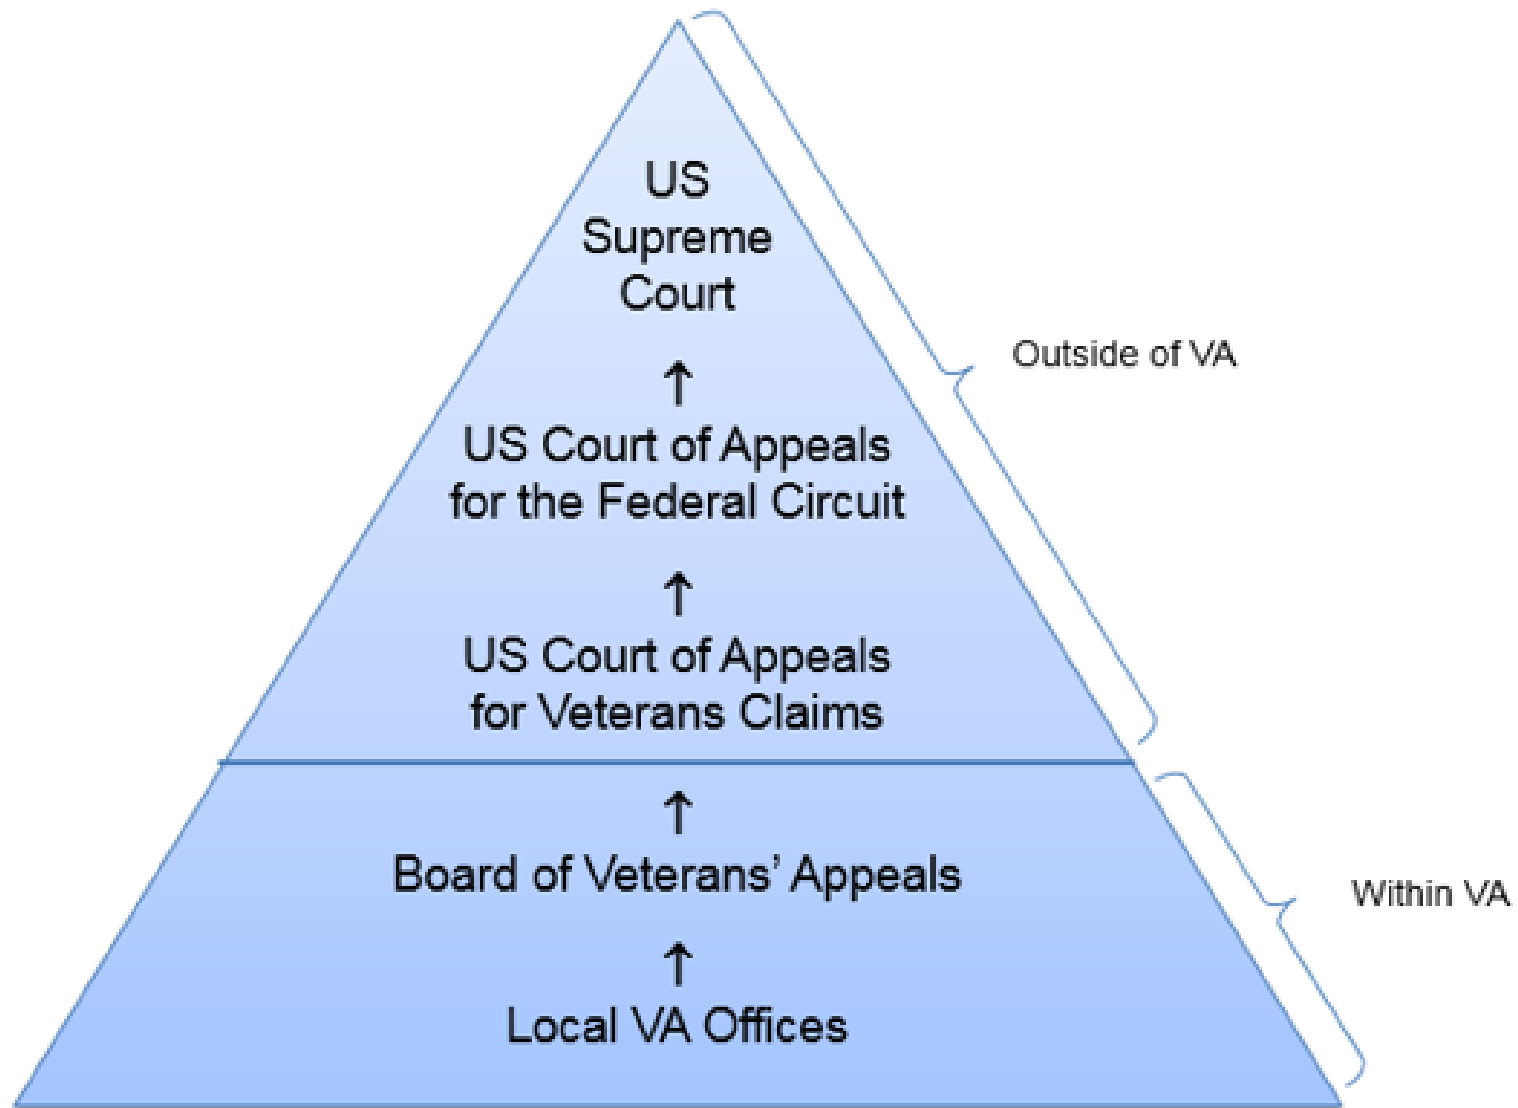 US
Supreme
Court
↑
US Court of Appeals
for the Federal Circuit
↑
US Court of Appeals
for Veterans Claims
↑
Board of Veterans’ Appeals
↑
Local VA Offices
Outside of VA
Within VA